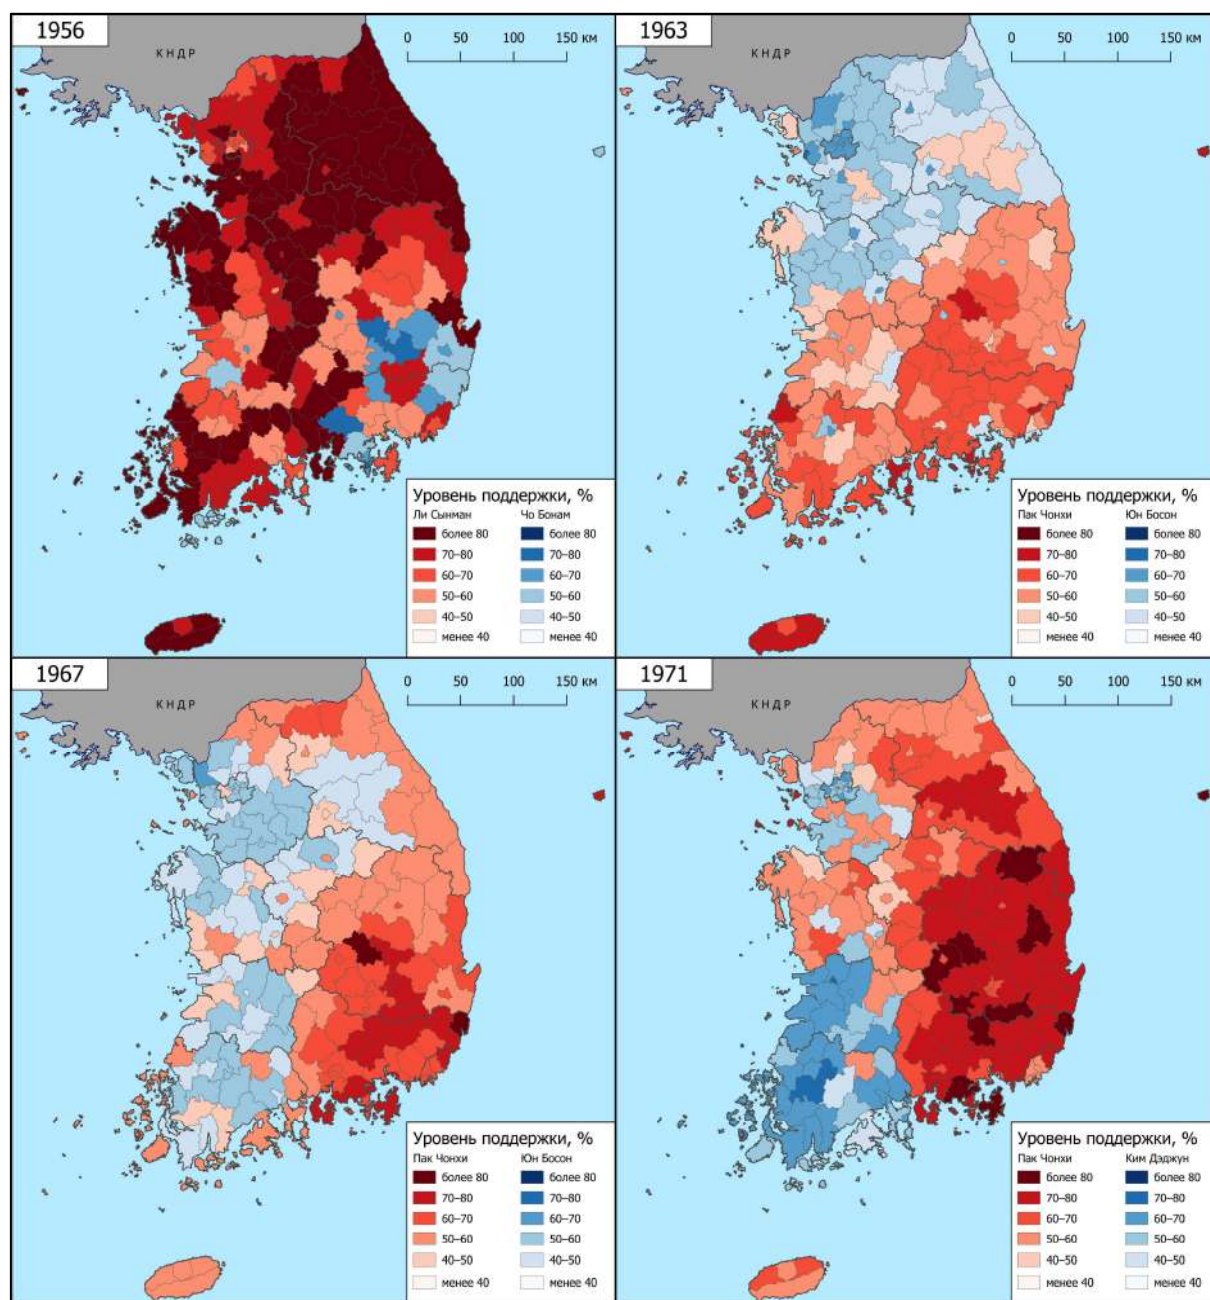 1956
КНДР
0 50 100 150 км
Уровень поддержки, %
Ли Сынман Чо Бонам
более 80 более 80
70–80 70–80
60–70 60–70
50–60 50–60
40–50 40–50
менее 40 менее 40
1963
КНДР
0 50 100 150 км
Уровень поддержки, %
Пак Чонхи Юн Босон
более 80 более 80
70–80 70–80
60–70 60–70
50–60 50–60
40–50 40–50
менее 40 менее 40
1967
КНДР
0 50 100 150 км
Уровень поддержки, %
Пак Чонхи Юн Босон
более 80 более 80
70–80 70–80
60–70 60–70
50–60 50–60
40–50 40–50
менее 40 менее 40
1971
КНДР
0 50 100 150 км
Уровень поддержки, %
Пак Чонхи Ким Дэджун
более 80 более 80
70–80 70–80
60–70 60–70
50–60 50–60
40–50 40–50
менее 40 менее 40